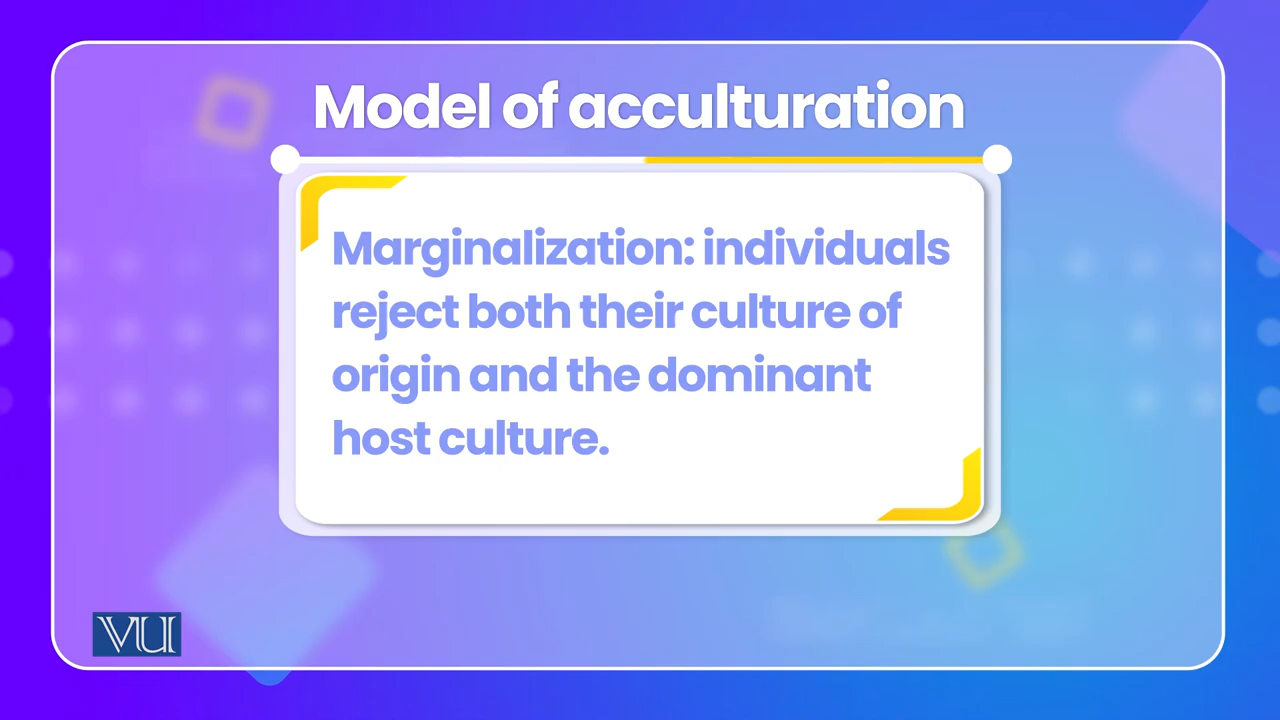 Model of acculturation
Marginalization: individuals
reject both their culture of
origin and the dominant
host culture.
VU